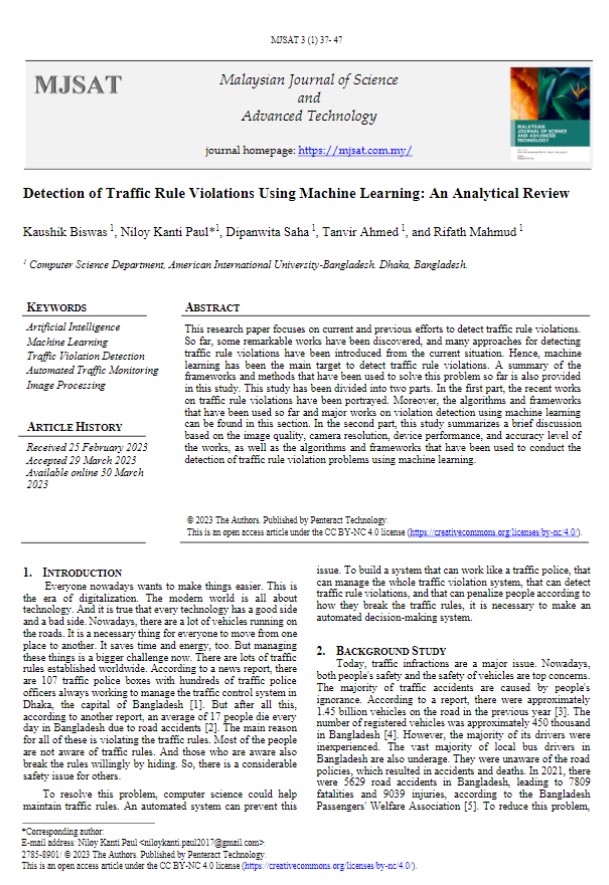 MJSAT 3 (1) 37- 47
MJSAT
Malaysian Journal of Science
and
Advanced Technology
journal homepage: https://mjsat.com.my/
MALAYSIAN
JOURNAL OF SCIENCE
AND ADVANCED
TECHNOLOGY
Detection of Traffic Rule Violations Using Machine Learning: An Analytical Review
Kaushik Biswas 1, Niloy Kanti Paul*1, Dipanwita Saha 1, Tanvir Ahmed 1, and Rifath Mahmud 1
1 Computer Science Department, American International University-Bangladesh. Dhaka, Bangladesh.
KEYWORDS
Artificial Intelligence
Machine Learning
Traffic Violation Detection
Automated Traffic Monitoring
Image Processing
ARTICLE HISTORY
Received 25 February 2023
Accepted 29 March 2023
Available online 30 March
2023
ABSTRACT
This research paper focuses on current and previous efforts to detect traffic rule violations.
So far, some remarkable works have been discovered, and many approaches for detecting
traffic rule violations have been introduced from the current situation. Hence, machine
learning has been the main target to detect traffic rule violations. A summary of the
frameworks and methods that have been used to solve this problem so far is also provided
in this study. This study has been divided into two parts. In the first part, the recent works
on traffic rule violations have been portrayed. Moreover, the algorithms and frameworks
that have been used so far and major works on violation detection using machine learning
can be found in this section. In the second part, this study summarizes a brief discussion
based on the image quality, camera resolution, device performance, and accuracy level of
the works, as well as the algorithms and frameworks that have been used to conduct the
detection of traffic rule violation problems using machine learning.
© 2023 The Authors. Published by Penteract Technology.
This is an open access article under the CC BY-NC 4.0 license (https://creativecommons.org/licenses/by-nc/4.0/).
1. INTRODUCTION
Everyone nowadays wants to make things easier. This is
the era of digitalization. The modern world is all about
technology. And it is true that every technology has a good side
and a bad side. Nowadays, there are a lot of vehicles running on
the roads. It is a necessary thing for everyone to move from one
place to another. It saves time and energy, too. But managing
these things is a bigger challenge now. There are lots of traffic
rules established worldwide. According to a news report, there
are 107 traffic police boxes with hundreds of traffic police
officers always working to manage the traffic control system in
Dhaka, the capital of Bangladesh [1]. But after all this,
according to another report, an average of 17 people die every
day in Bangladesh due to road accidents [2]. The main reason
for all of these is violating the traffic rules. Most of the people
are not aware of traffic rules. And those who are aware also
break the rules willingly by hiding. So, there is a considerable
safety issue for others.
To resolve this problem, computer science could help
maintain traffic rules. An automated system can prevent this
issue. To build a system that can work like a traffic police, that
can manage the whole traffic violation system, that can detect
traffic rule violations, and that can penalize people according to
how they break the traffic rules, it is necessary to make an
automated decision-making system.
2. BACKGROUND STUDY
Today, traffic infractions are a major issue. Nowadays,
both people's safety and the safety of vehicles are top concerns.
The majority of traffic accidents are caused by people's
ignorance. According to a report, there were approximately
1.45 billion vehicles on the road in the previous year [3]. The
number of registered vehicles was approximately 450 thousand
in Bangladesh [4]. However, the majority of its drivers were
inexperienced. The vast majority of local bus drivers in
Bangladesh are also underage. They were unaware of the road
policies, which resulted in accidents and deaths. In 2021, there
were 5629 road accidents in Bangladesh, leading to 7809
fatalities and 9039 injuries, according to the Bangladesh
Passengers' Welfare Association [5]. To reduce this problem,
*Corresponding author:
E-mail address: Niloy Kanti Paul <niloykanti.paul2017@gmail.com>.
2785-8901/ © 2023 The Authors. Published by Penteract Technology.
This is an open access article under the CC BY-NC 4.0 license (https://creativecommons.org/licenses/by-nc/4.0/).